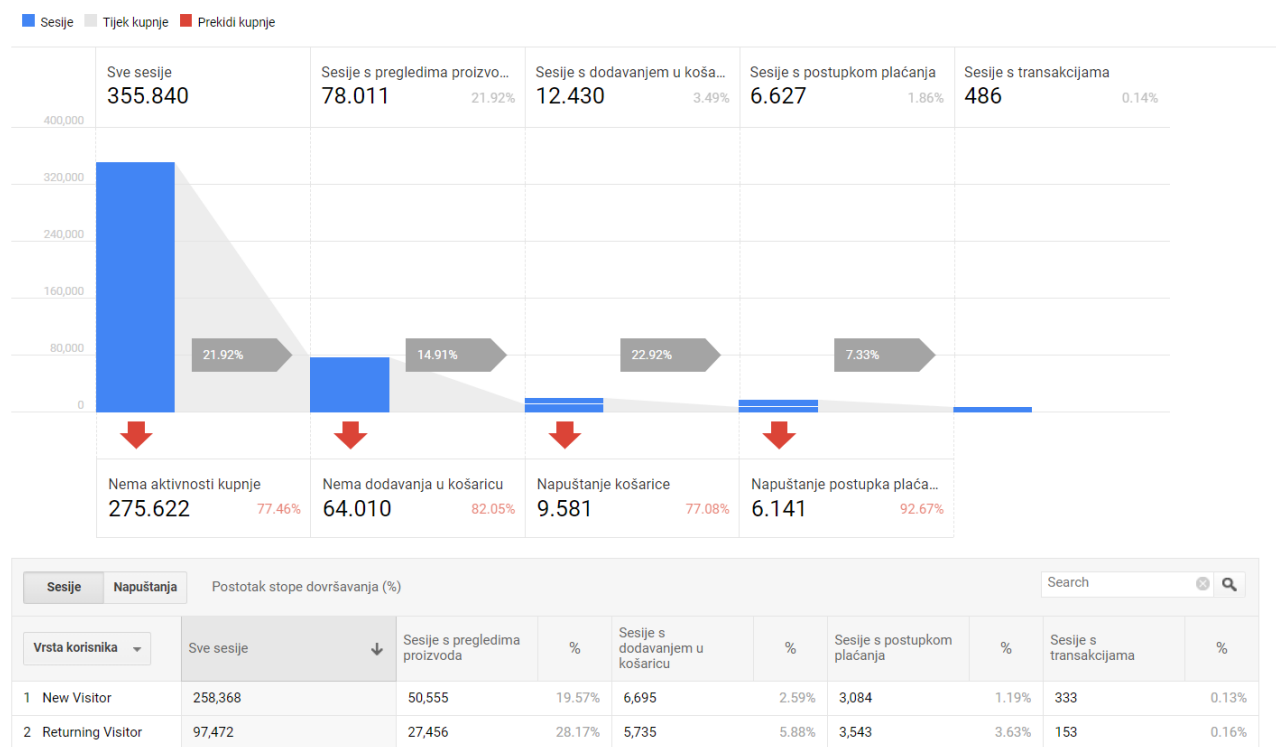 Sesije Tijek kupnje Prekidi kupnje
Sve sesije
355.840
Sesije s pregledima proizvo...
78.011 21.92%
Sesije s dodavanjem u koša...
12.430 3.49%
Sesije s postupkom plaćanja
6.627 1.86%
Sesije s transakcijama
486 0.14%
400,000
320,000
240,000
160,000
80,000
0
21.92%
14.91%
22.92%
7.33%
Nema aktivnosti kupnje
275.622 77.46%
Nema dodavanja u košaricu
64.010 82.05%
Napuštanje košarice
9.581 77.08%
Napuštanje postupka plaća...
6.141 92.67%
Sesije Napuštanja Postotak stope dovršavanja (%) Search
Vrsta korisnika
Sve sesije
Sesije s pregledima
proizvoda
%
Sesije s
dodavanjem u
košaricu
%
Sesije s postupkom
plaćanja
%
Sesije s
transakcijama
%
1 New Visitor 258,368 50,555 19.57% 6,695 2.59% 3,084 1.19% 333 0.13%
2 Returning Visitor 97,472 27,456 28.17% 5,735 5.88% 3,543 3.63% 153 0.16%